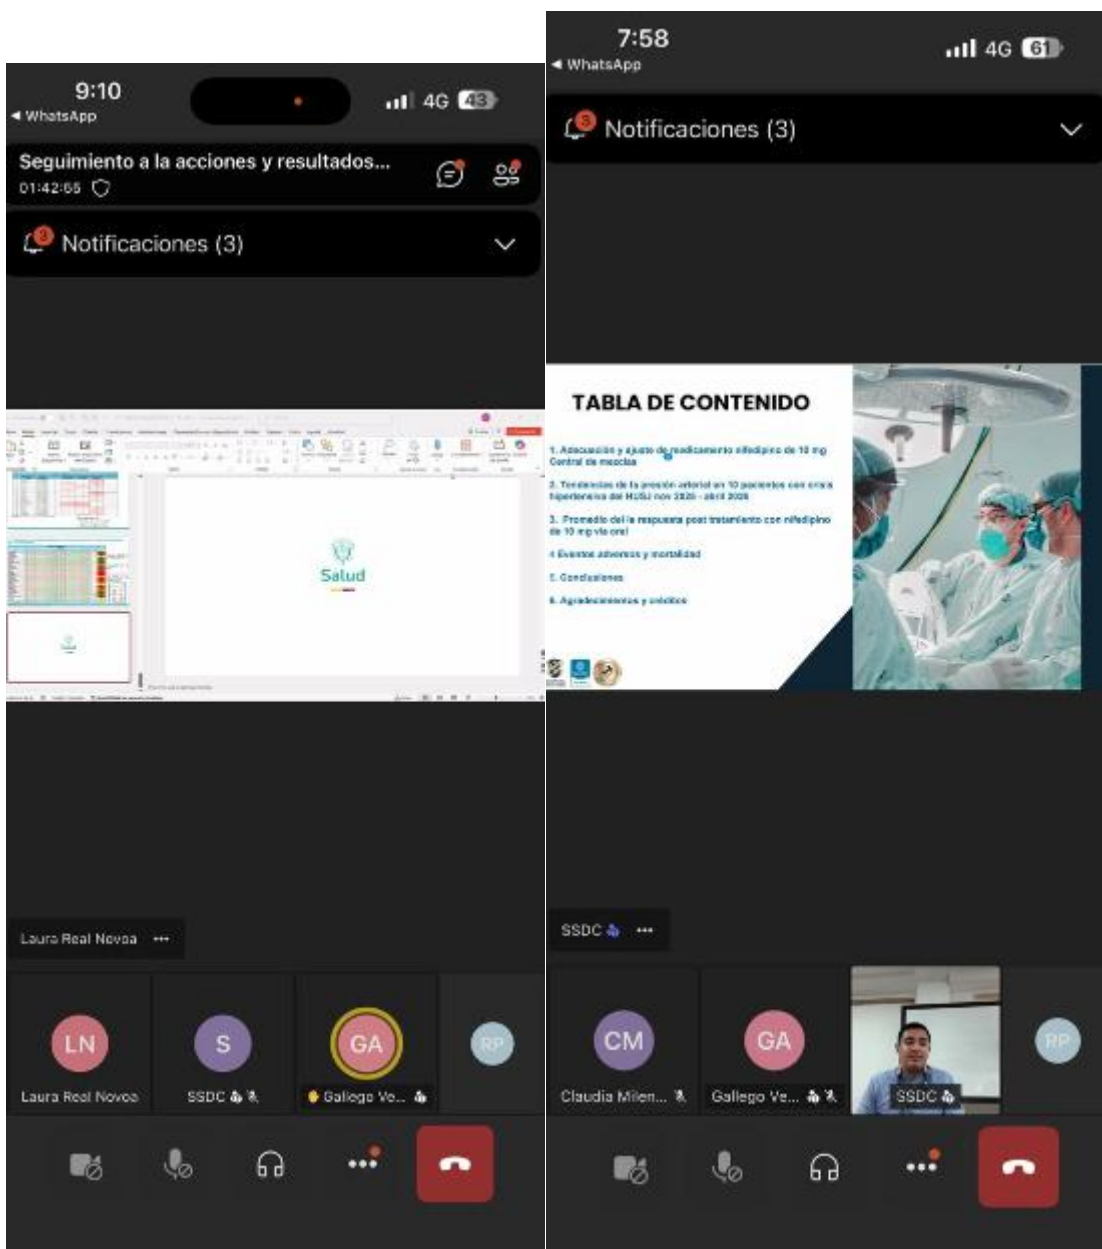 9:10
4G 43
◀ WhatsApp
Seguimiento a la acciones y resultados...
01:42:55
3
Notificaciones (3)
Salud
Laura Real Novoa ...
LN
S
GA
RP
Laura Real Novoa
SSDC
Gallego Ve...
7:58
4G 61
◀ WhatsApp
3
Notificaciones (3)
TABLA DE CONTENIDO
1. Adecuación y ajuste de medicamento nifedipino de 10 mg
Central de mezclas
2. Tendencias de la presión arterial en 10 pacientes con crisis
hipertensiva del HUSJ nov 2025 - abril 2026
3. Promedio del la respuesta post tratamiento con nifedipino
de 10 mg vía oral
4 Eventos adversos y mortalidad
5. Conclusiones
6. Agradecimientos y créditos
SSDC ...
CM
GA
RP
Claudia Milen...
Gallego Ve...
SSDC